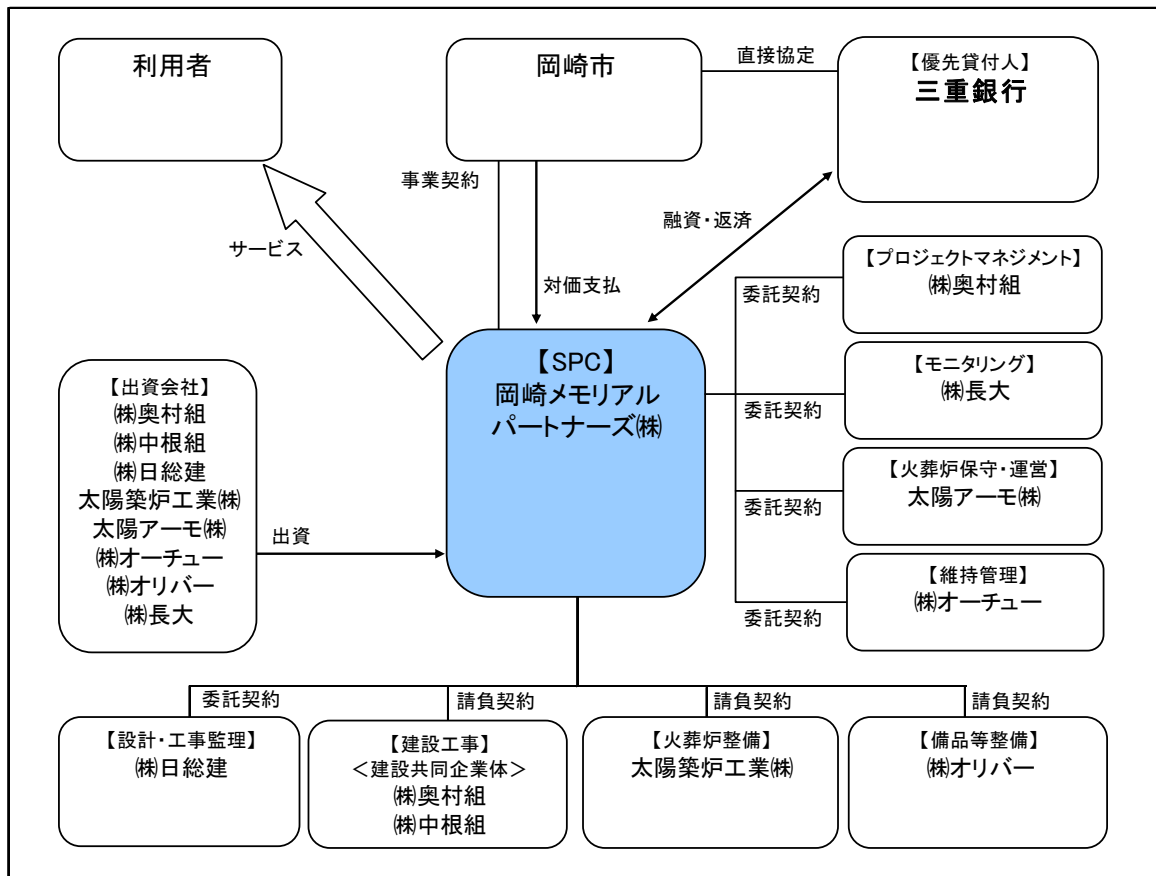 利用者
岡崎市
直接協定
【優先貸付人】
三重銀行
事業契約
サービス
対価支払
融資・返済
【プロジェクトマネジメント】
㈱奥村組
委託契約
【モニタリング】
㈱長大
委託契約
【火葬炉保守・運営】
太陽アーモ㈱
委託契約
【維持管理】
㈱オーチュー
委託契約
【SPC】
岡崎メモリアル
パートナーズ㈱
【出資会社】
㈱奥村組
㈱中根組
㈱日総建
太陽築炉工業㈱
太陽アーモ㈱
㈱オーチュー
㈱オリバー
㈱長大
出資
委託契約
請負契約
請負契約
請負契約
【設計・工事監理】
㈱日総建
【建設工事】
＜建設共同企業体＞
㈱奥村組
㈱中根組
【火葬炉整備】
太陽築炉工業㈱
【備品等整備】
㈱オリバー